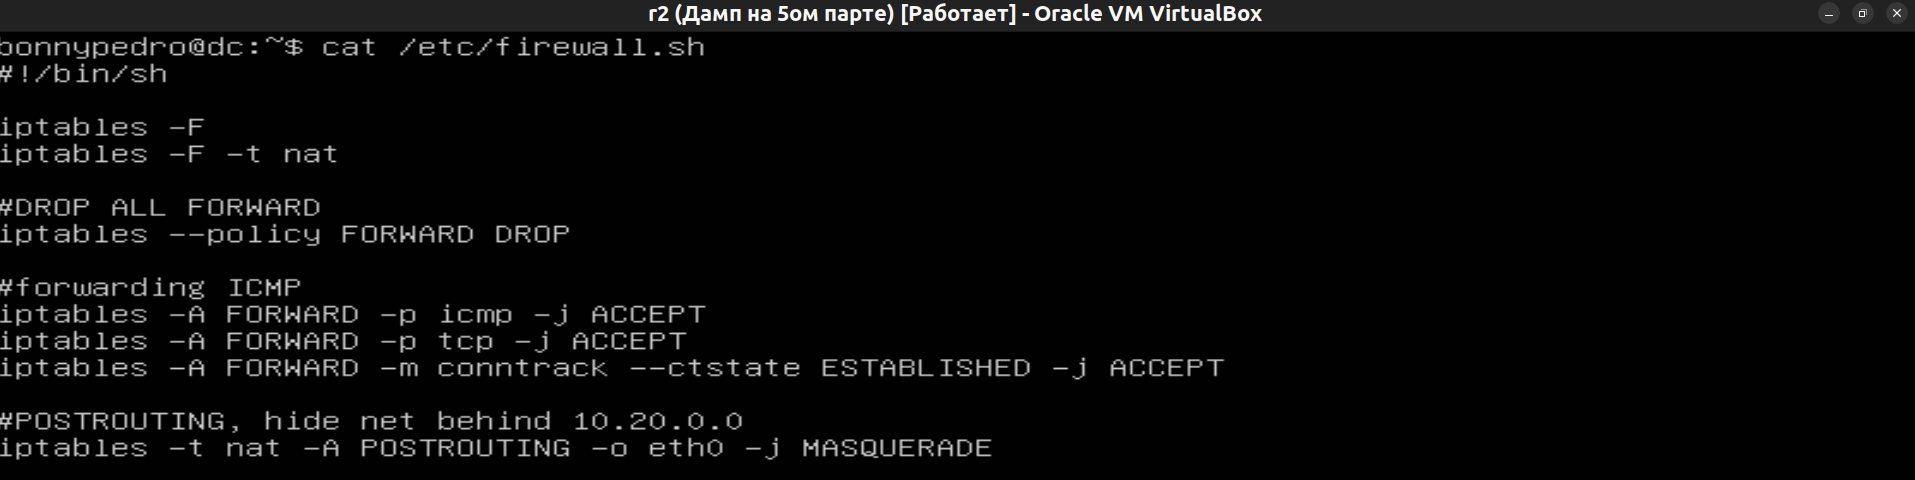 r2 (Дамп на 5ом парте) [Работает] - Oracle VM VirtualBox
bonnypedro@dc:~$ cat /etc/firewall.sh
#!/bin/sh
iptables -F
iptables -F -t nat
#DROP ALL FORWARD
iptables --policy FORWARD DROP
#forwarding ICMP
iptables -A FORWARD -p icmp -j ACCEPT
iptables -A FORWARD -p tcp -j ACCEPT
iptables -A FORWARD -m conntrack --ctstate ESTABLISHED -j ACCEPT
#POSTROUTING, hide net behind 10.20.0.0
iptables -t nat -A POSTROUTING -o eth0 -j MASQUERADE